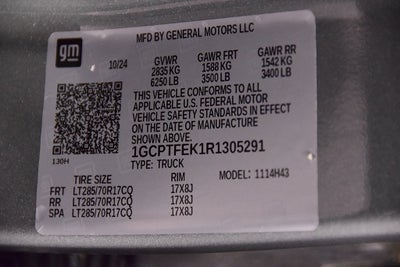 MFD BY GENERAL MOTORS LLC
gm
10/24 GVWR GAWR FRT GAWR RR
2835 KG 1588 KG 1542 KG
6250 LB 3500 LB 3400 LB
THIS VEHICLE CONFORMS TO ALL
APPLICABLE U.S. FEDERAL MOTOR
VEHICLE SAFETY STANDARDS IN EFFECT
ON THE DATE OF MANUFACTURE
SHOWN ABOVE.
1GCPTFEK1R1305291
130H TYPE: TRUCK
MODEL: 1114H43
TIRE SIZE RIM
FRT LT285/70R17CQ 17X8J
RR LT285/70R17CQ 17X8J
SPA LT285/70R17CQ 17X8J